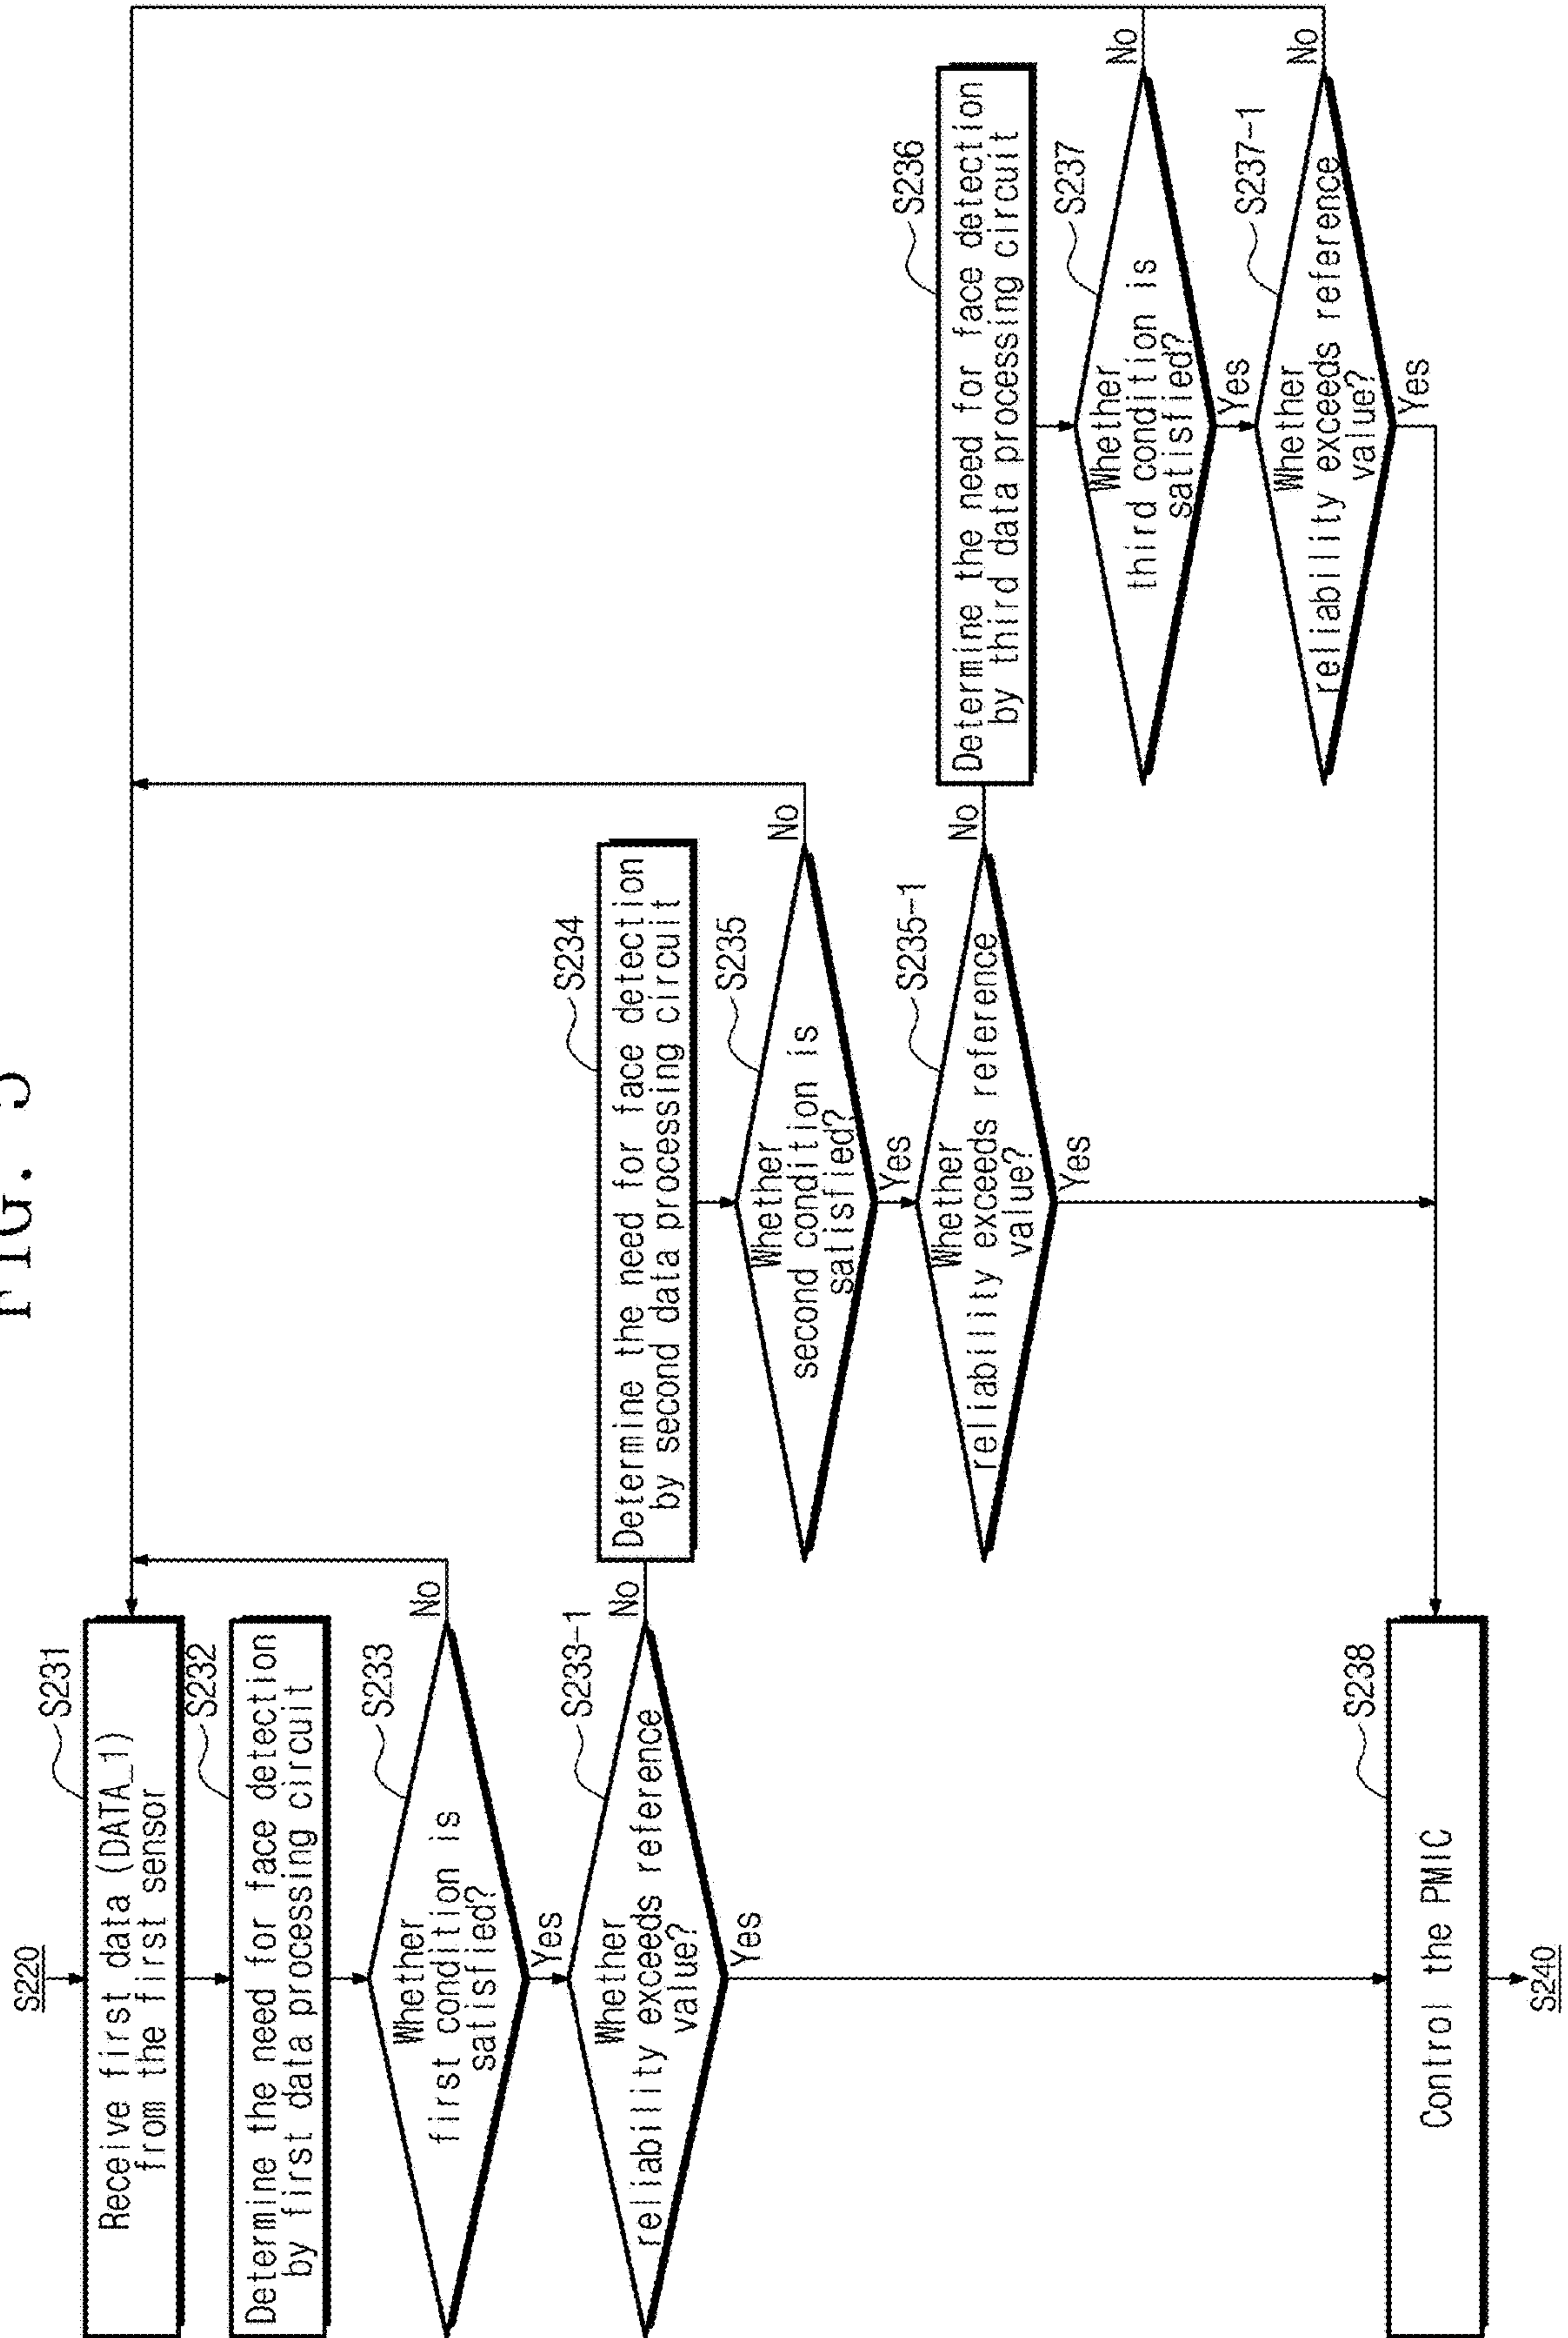 FIG. 5
S220
S231
Receive first data (DATA_1)
from the first sensor
S232
Determine the need for face detection
by first data processing circuit
S233
Whether
first condition is
satisfied?
No
Yes
S233-1
Whether
reliability exceeds reference
value?
No
Yes
S234
Determine the need for face detection
by second data processing circuit
S235
Whether
second condition is
satisfied?
No
Yes
S235-1
Whether
reliability exceeds reference
value?
No
Yes
S236
Determine the need for face detection
by third data processing circuit
S237
Whether
third condition is
satisfied?
No
Yes
S237-1
Whether
reliability exceeds reference
value?
No
Yes
S238
Control the PMIC
S240